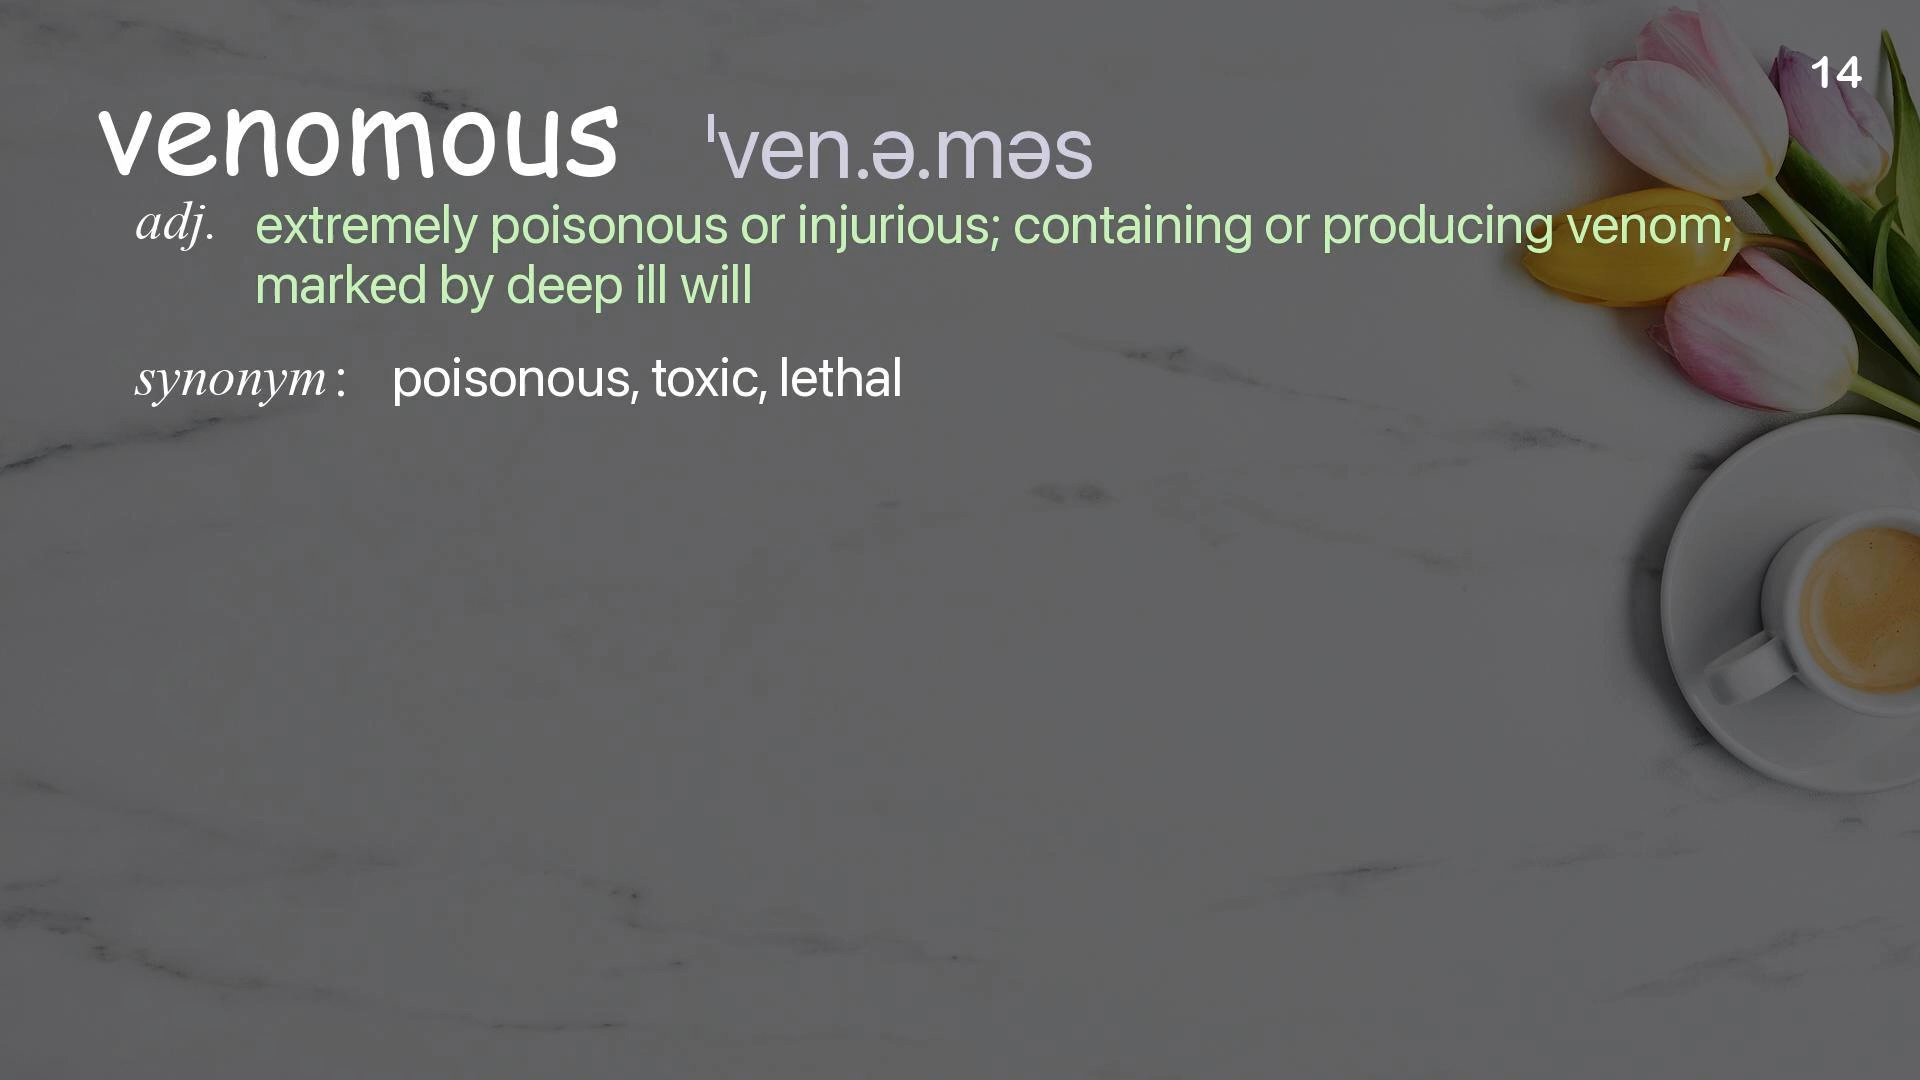 14
venomous ˈven.ə.məs
adj. extremely poisonous or injurious; containing or producing venom;
marked by deep ill will
synonym: poisonous, toxic, lethal